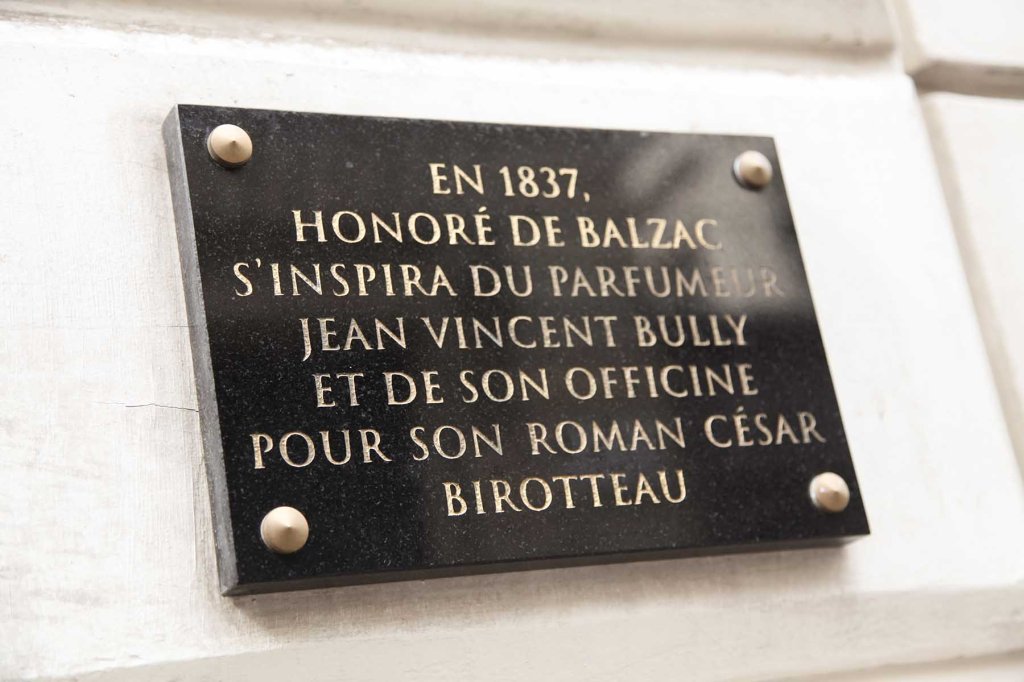 EN 1837,
HONORÉ DE BALZAC
S'INSPIRA DU PARFUMEUR
JEAN VINCENT BULLY
ET DE SON OFFICINE
POUR SON ROMAN CÉSAR
BIROTTEAU